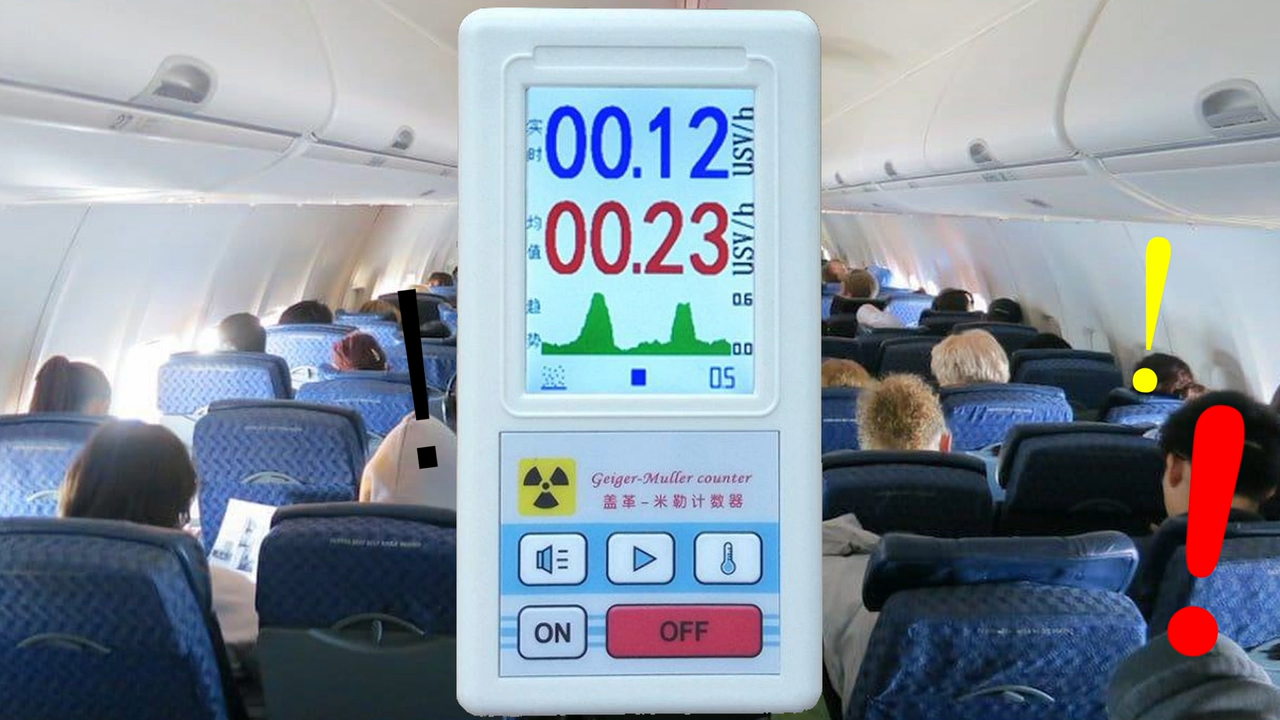 实时
00.12
usv/h
均值
00.23
usv/h
趋势
0.6
0.0
05
Geiger-Muller counter
盖革-米勒计数器
ON
OFF
!
!
!